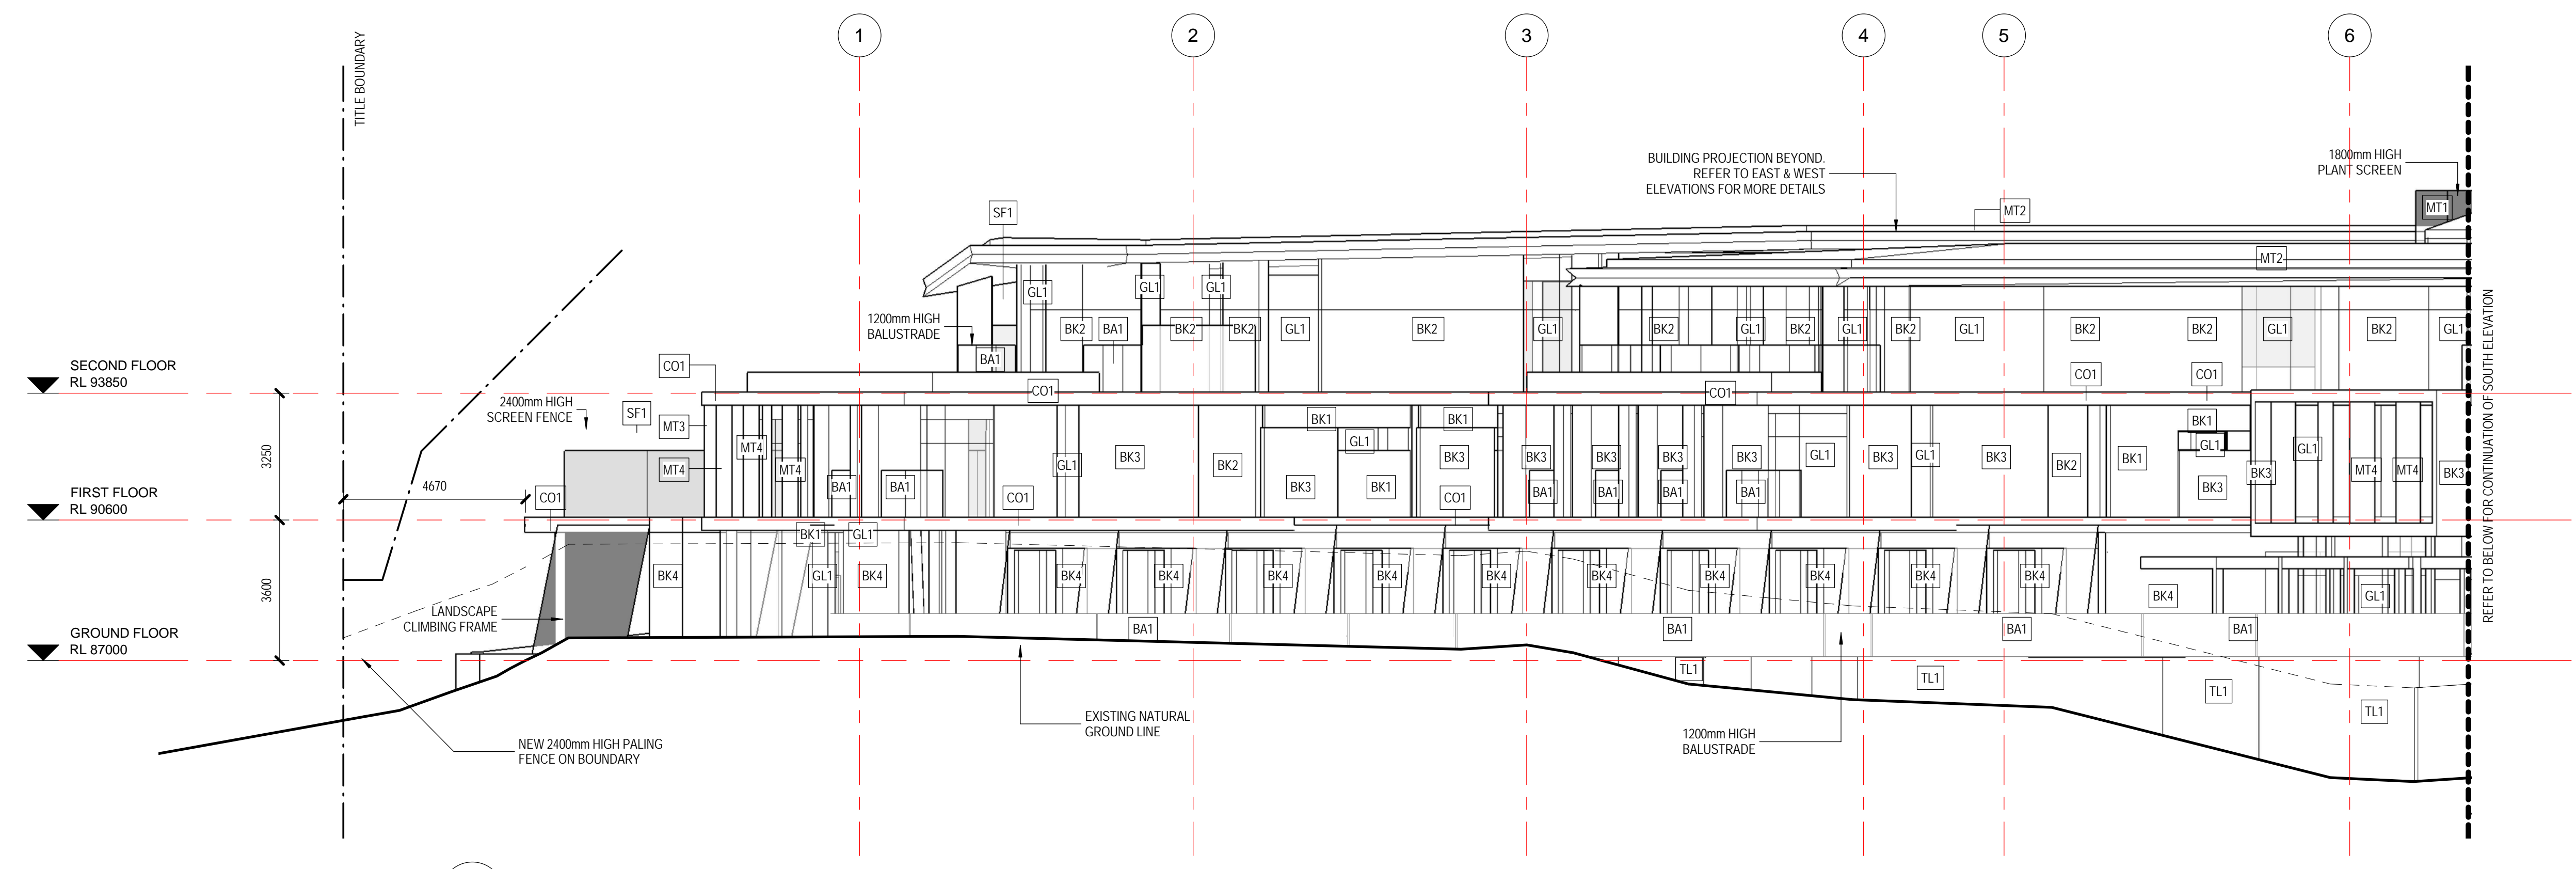 1
2
3
4
5
6
TITLE BOUNDARY
BUILDING PROJECTION BEYOND.
REFER TO EAST & WEST
ELEVATIONS FOR MORE DETAILS
1800mm HIGH
PLANT SCREEN
MT1
SF1
MT2
MT2
GL1
GL1
GL1
1200mm HIGH
BALUSTRADE
BK2
BA1
BK2
BK2
GL1
BK2
GL1
BK2
GL1
BK2
GL1
BK2
GL1
BK2
BK2
GL1
BK2
GL1
BA1
SECOND FLOOR
RL 93850
CO1
CO1
CO1
CO1
CO1
2400mm HIGH
SCREEN FENCE
SF1
MT3
MT4
MT4
MT4
BK1
BK1
BK1
GL1
GL1
GL1
3250
GL1
BK3
BK2
BK3
BK3
BK3
BK3
BK3
GL1
BK3
GL1
BK3
BK2
BK1
BK3
MT4
MT4
BK3
4670
BA1
BA1
BK3
BK1
BA1
BA1
BA1
BA1
BK3
FIRST FLOOR
RL 90600
CO1
CO1
CO1
BK1
GL1
3600
BK4
GL1
BK4
BK4
BK4
BK4
BK4
BK4
BK4
BK4
BK4
BK4
BK4
BK4
GL1
LANDSCAPE
CLIMBING FRAME
BA1
BA1
BA1
BA1
GROUND FLOOR
RL 87000
TL1
TL1
TL1
TL1
EXISTING NATURAL
GROUND LINE
NEW 2400mm HIGH PALING
FENCE ON BOUNDARY
1200mm HIGH
BALUSTRADE
REFER TO BELOW FOR CONTINUATION OF SOUTH ELEVATION